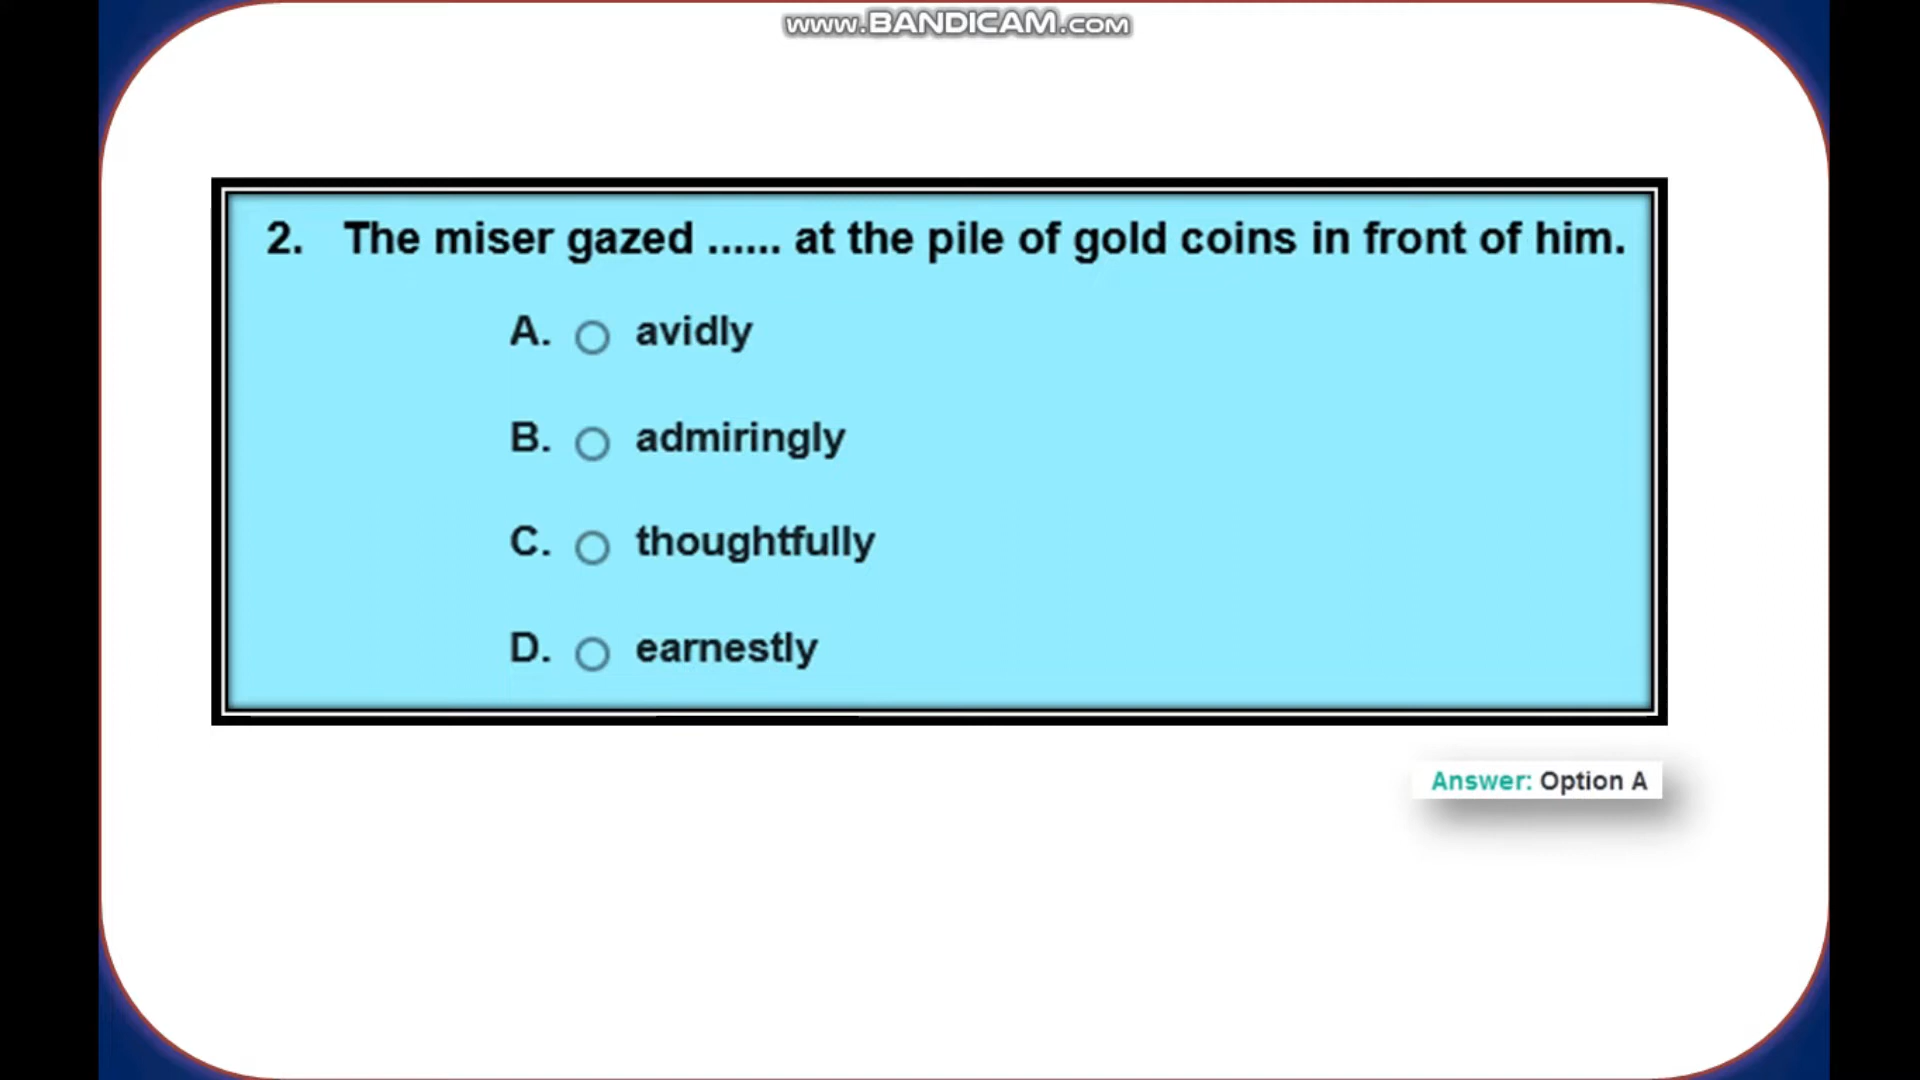 www.BANDICAM.com
2. The miser gazed ...... at the pile of gold coins in front of him.
A. avidly
B. admiringly
C. thoughtfully
D. earnestly
Answer: Option A